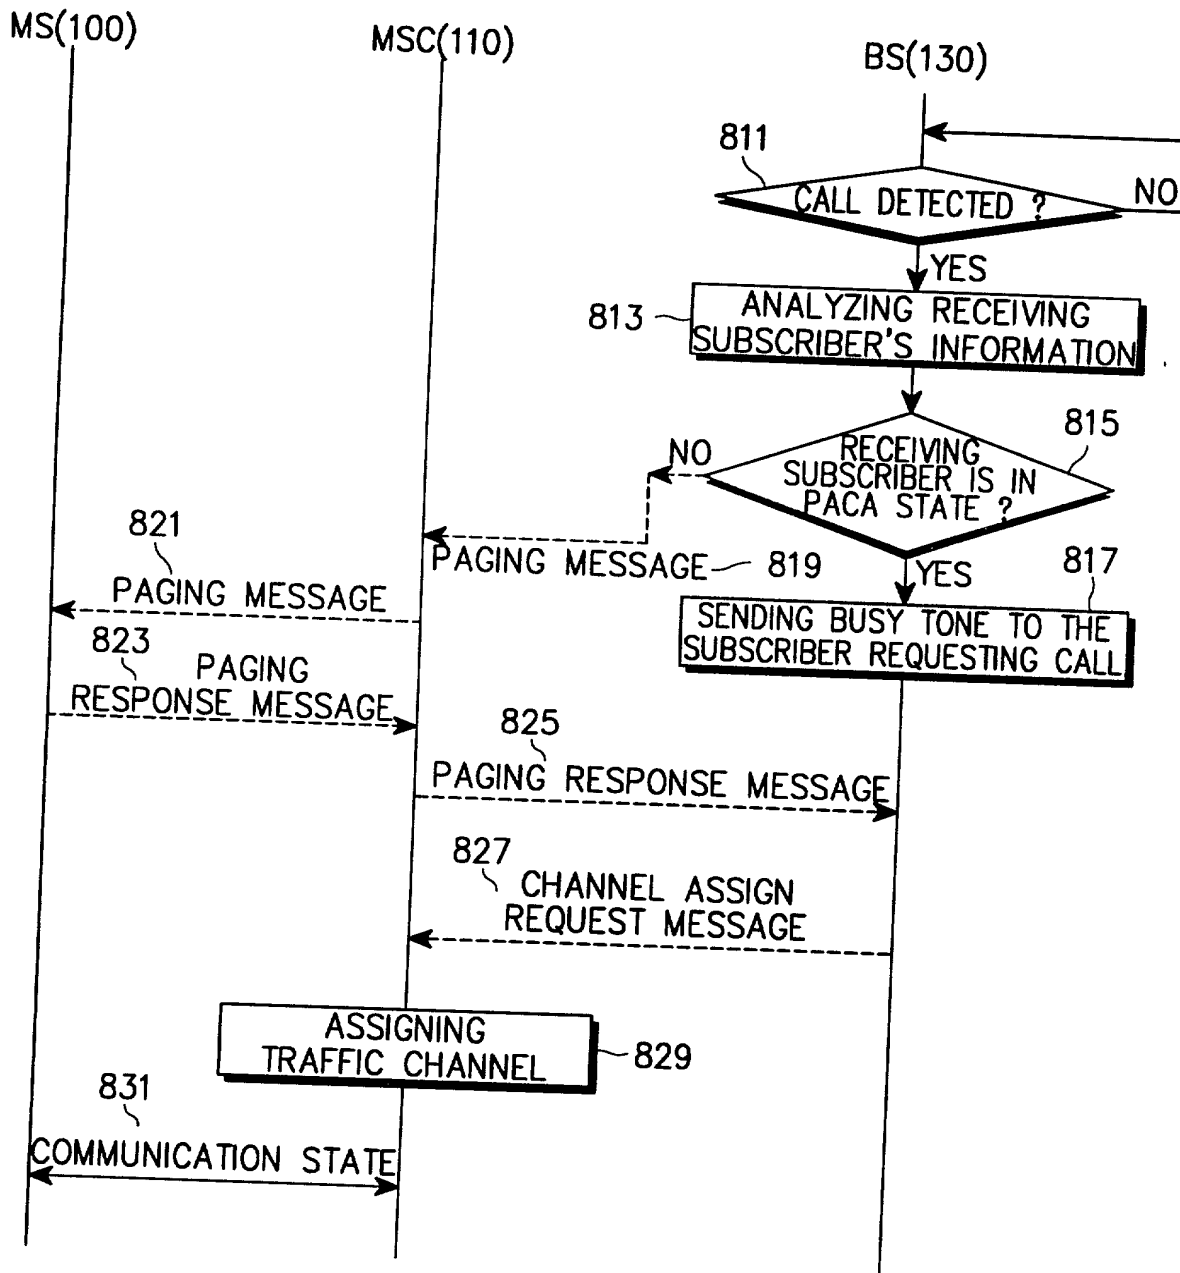 MS(100)
MSC(110)
BS(130)
811
CALL DETECTED ?
NO
YES
813
ANALYZING RECEIVING
SUBSCRIBER'S INFORMATION
815
RECEIVING
SUBSCRIBER IS IN
PACA STATE ?
NO
PAGING MESSAGE
819
YES
817
SENDING BUSY TONE TO THE
SUBSCRIBER REQUESTING CALL
821
PAGING MESSAGE
823
PAGING
RESPONSE MESSAGE
825
PAGING RESPONSE MESSAGE
827
CHANNEL ASSIGN
REQUEST MESSAGE
ASSIGNING
TRAFFIC CHANNEL
829
831
COMMUNICATION STATE